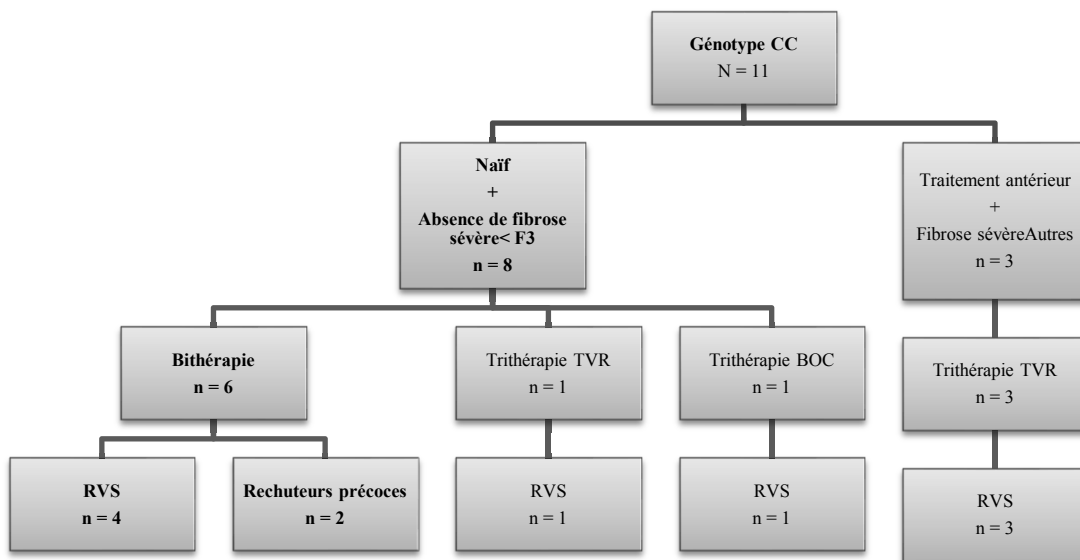 Génotype CC
N = 11
Naïf
+
Absence de fibrose
sévère< F3
n = 8
Traitement antérieur
+
Fibrose sévèreAutres
n = 3
Bithérapie
n = 6
Trithérapie TVR
n = 1
Trithérapie BOC
n = 1
Trithérapie TVR
n = 3
RVS
n = 4
Rechuteurs précoces
n = 2
RVS
n = 1
RVS
n = 1
RVS
n = 3